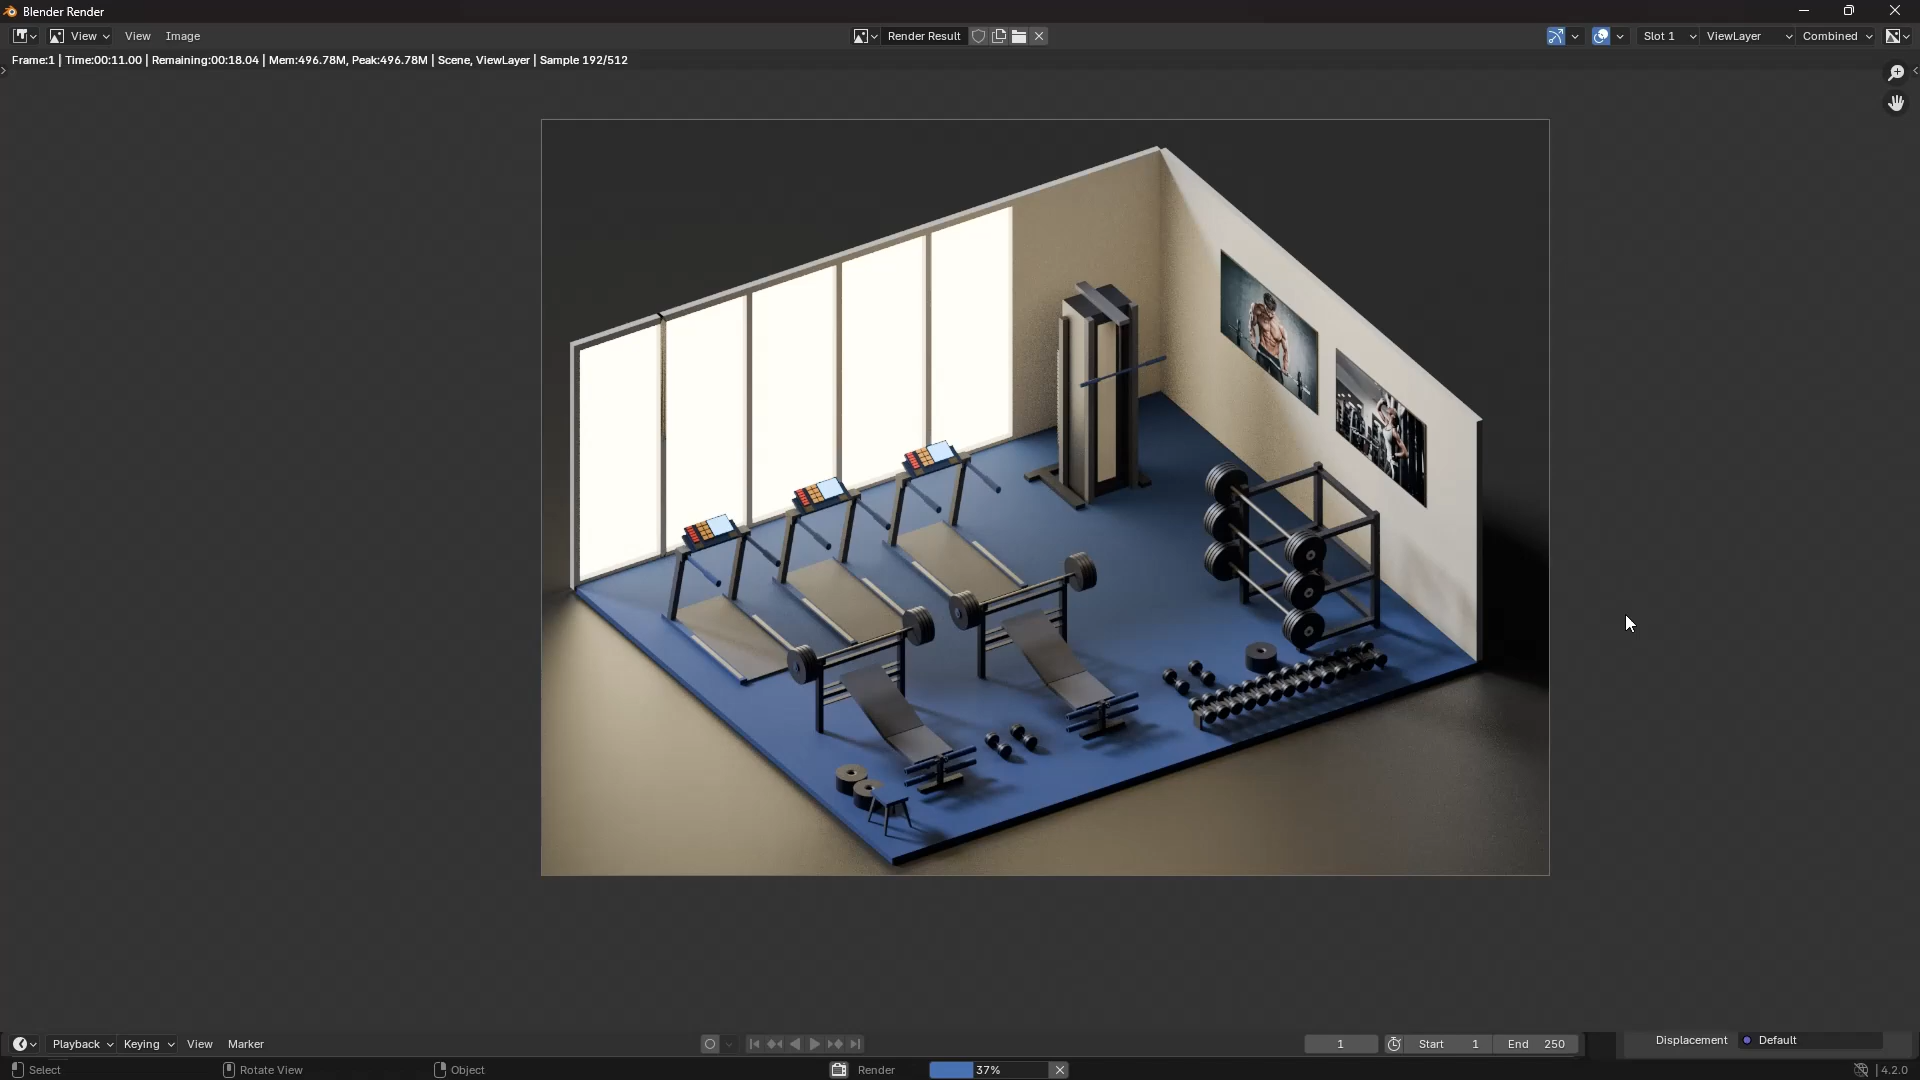 Blender Render
View View Image Render Result Slot 1 ViewLayer Combined
Frame:1 | Time:00:11.00 | Remaining:00:18.04 | Mem:496.78M, Peak:496.78M | Scene, ViewLayer | Sample 192/512
Displacement Default
Playback Keying View Marker 1 Start 1 End 250
Select Rotate View Object Render 37% 4.2.0